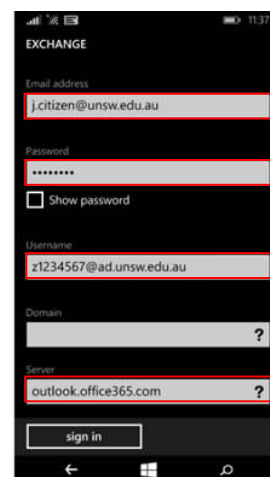 11:37
EXCHANGE
Email address
j.citizen@unsw.edu.au
Password
••••••••
Show password
Username
z1234567@ad.unsw.edu.au
Domain
?
Server
outlook.office365.com ?
sign in